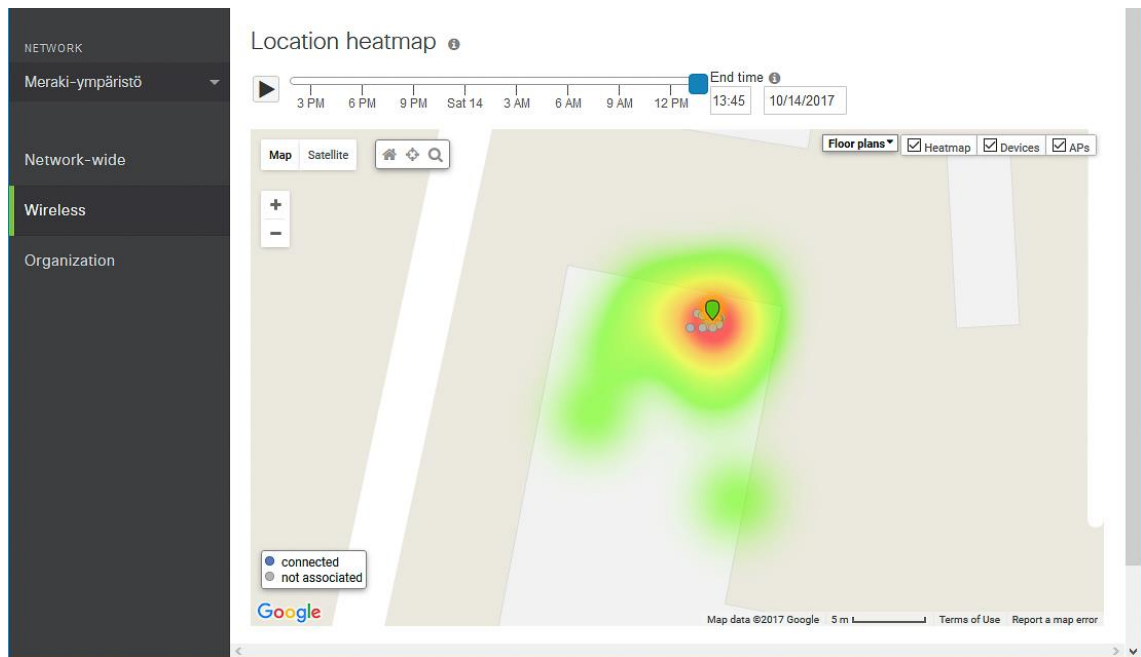 NETWORK
Meraki-ympäristö
Network-wide
Wireless
Organization
Location heatmap
End time
3 PM 6 PM 9 PM Sat 14 3 AM 6 AM 9 AM 12 PM
13:45 10/14/2017
Map Satellite
Floor plans Heatmap Devices APs
connected
not associated
Google
Map data ©2017 Google 5 m Terms of Use Report a map error